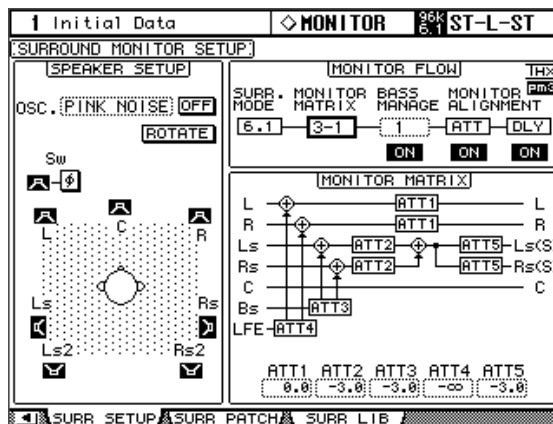 1 Initial Data ◇MONITOR 96k 6.1 ST-L-ST
SURROUND MONITOR SETUP
SPEAKER SETUP
OSC. PINK NOISE OFF
ROTATE
Sw
ϕ
L C R
Ls Rs
Ls2 Rs2
MONITOR FLOW THX
pm3
SURR. MODE MONITOR MATRIX BASS MANAGE MONITOR ALIGNMENT
6.1 3-1 1 ATT DLY
ON ON ON
MONITOR MATRIX
L ATT1 L
R ATT1 R
Ls ATT2 ATT5 Ls(S
Rs ATT2 ATT5 Rs(S
C C
Bs ATT3
LFE ATT4
ATT1 ATT2 ATT3 ATT4 ATT5
0.0 -3.0 -3.0 -∞ -3.0
SURR SETUP SURR PATCH SURR LIB